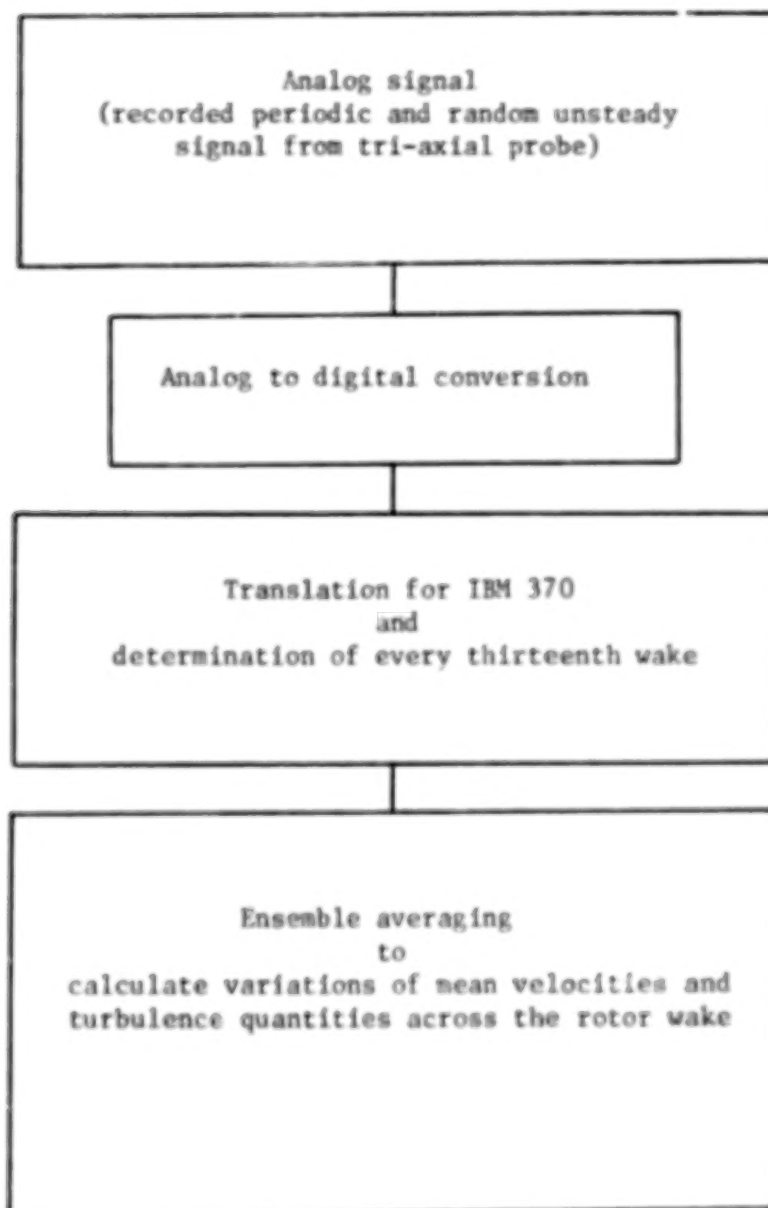 Analog signal
(recorded periodic and random unsteady
signal from tri-axial probe)
Analog to digital conversion
Translation for IBM 370
and
determination of every thirteenth wake
Ensemble averaging
to
calculate variations of mean velocities and
turbulence quantities across the rotor wake